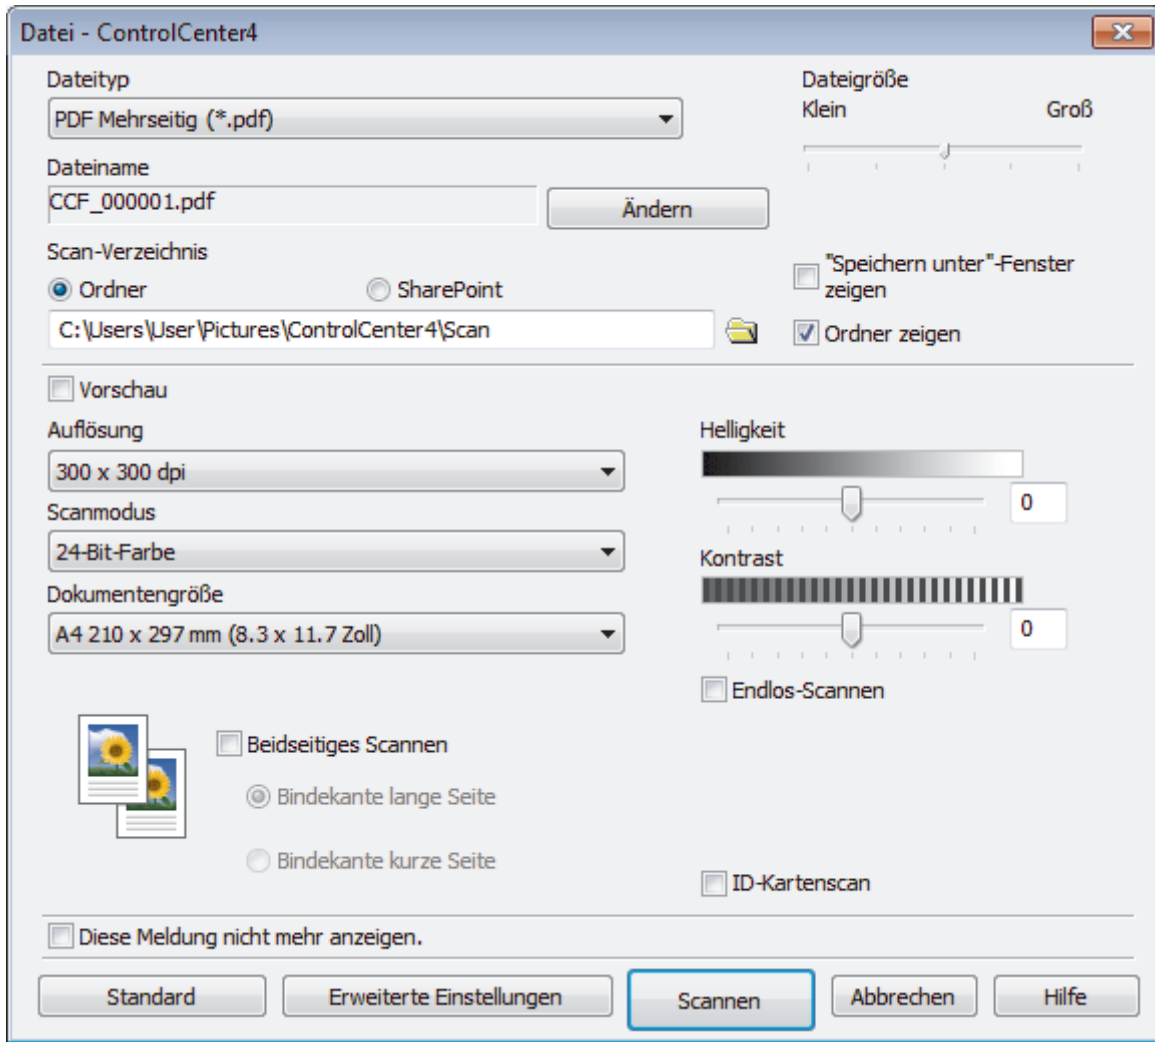 Datei - ControlCenter4
Dateityp
PDF Mehrseitig (*.pdf)
Dateigröße
Klein Groß
Dateiname
CCF_000001.pdf
Ändern
Scan-Verzeichnis
Ordner SharePoint
C:\Users\User\Pictures\ControlCenter4\Scan
"Speichern unter"-Fenster
zeigen
Ordner zeigen
Vorschau
Auflösung
300 x 300 dpi
Scanmodus
24-Bit-Farbe
Dokumentengröße
A4 210 x 297 mm (8.3 x 11.7 Zoll)
Helligkeit
0
Kontrast
0
Endlos-Scannen
Beidseitiges Scannen
Bindekante lange Seite
Bindekante kurze Seite
ID-Kartenscan
Diese Meldung nicht mehr anzeigen.
Standard Erweiterte Einstellungen Scannen Abbrechen Hilfe